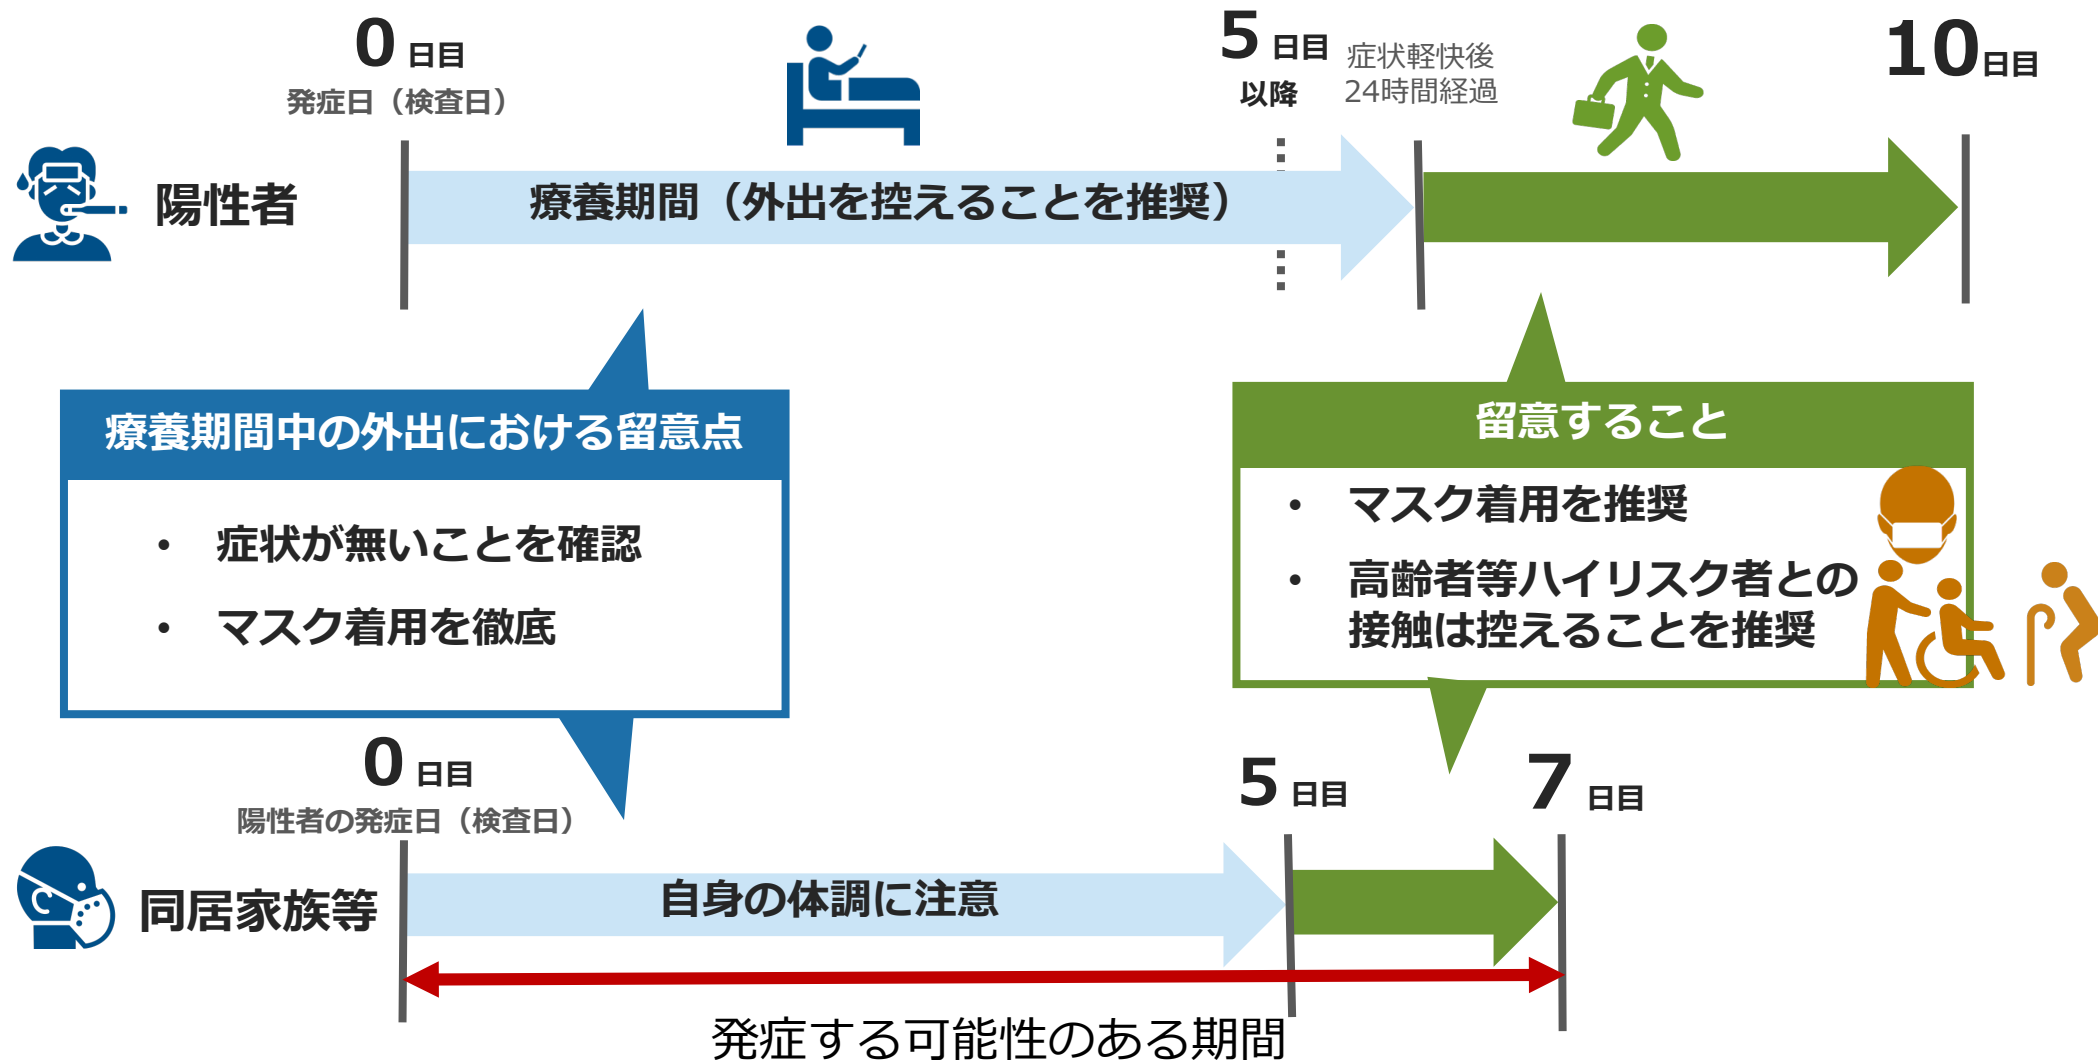 0 日目
発症日（検査日）
5 日目
以降
症状軽快後
24時間経過
10日目
陽性者
療養期間（外出を控えることを推奨）
療養期間中の外出における留意点
• 症状が無いことを確認
• マスク着用を徹底
留意すること
• マスク着用を推奨
• 高齢者等ハイリスク者との
接触は控えることを推奨
0 日目
陽性者の発症日（検査日）
5 日目
7 日目
同居家族等
自身の体調に注意
発症する可能性のある期間